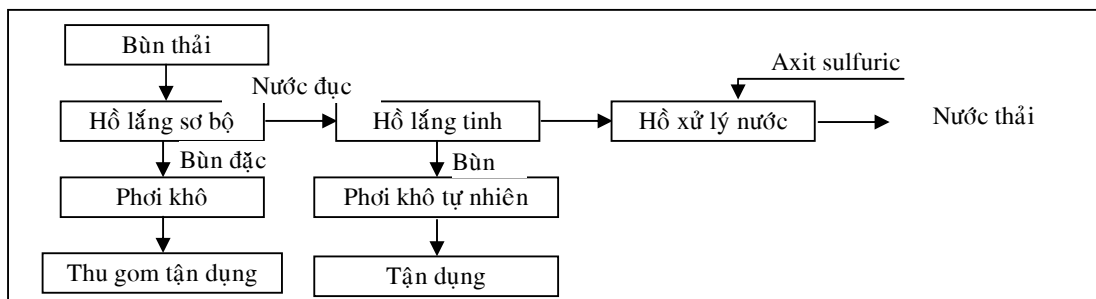 Bùn thải
Axit sulfuric
Nước đục
Hồ lắng sơ bộ
Hồ lắng tinh
Hồ xử lý nước
Nước thải
Bùn đặc
Bùn
Phơi khô
Phơi khô tự nhiên
Thu gom tận dụng
Tận dụng